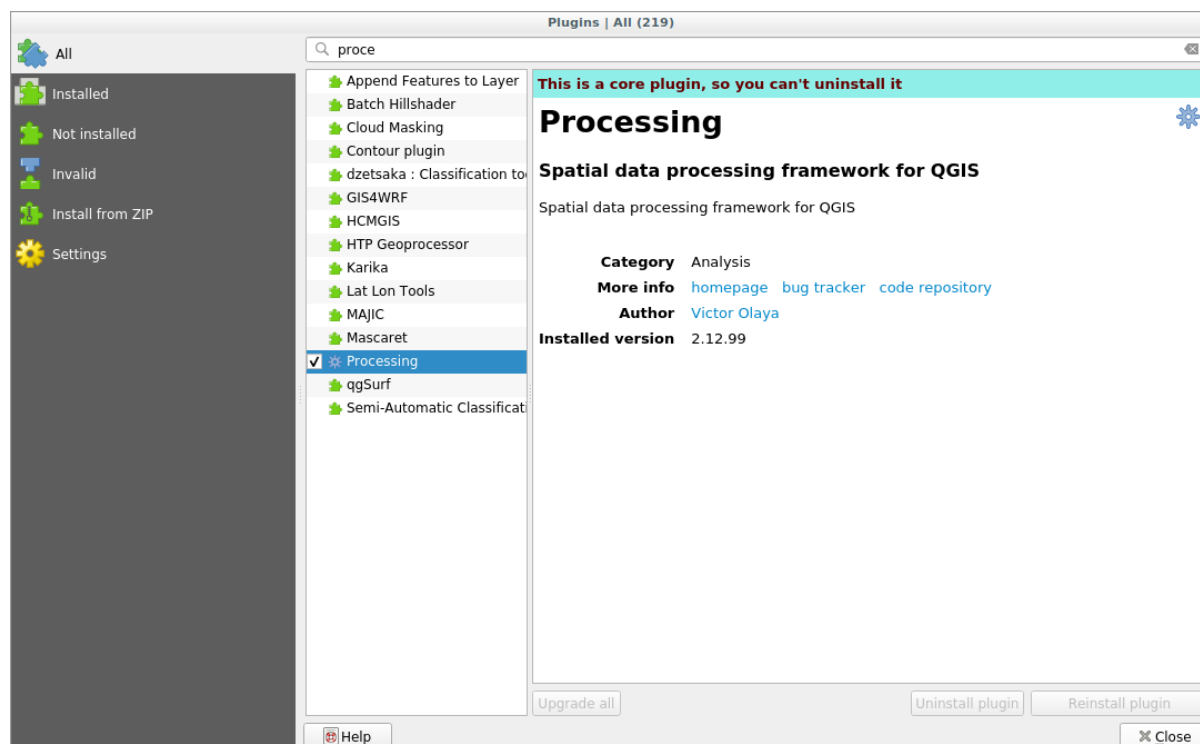 Plugins | All (219)
All
Installed
Not installed
Invalid
Install from ZIP
Settings
proce
Append Features to Layer
Batch Hillshader
Cloud Masking
Contour plugin
dzetsaka : Classification to
GIS4WRF
HCMGIS
HTP Geoprocessor
Karika
Lat Lon Tools
MAJIC
Mascaret
Processing
qgSurf
Semi-Automatic Classificati
This is a core plugin, so you can't uninstall it
Processing
Spatial data processing framework for QGIS
Spatial data processing framework for QGIS
Category Analysis
More info homepage bug tracker code repository
Author Victor Olaya
Installed version 2.12.99
Upgrade all
Uninstall plugin
Reinstall plugin
Help
Close